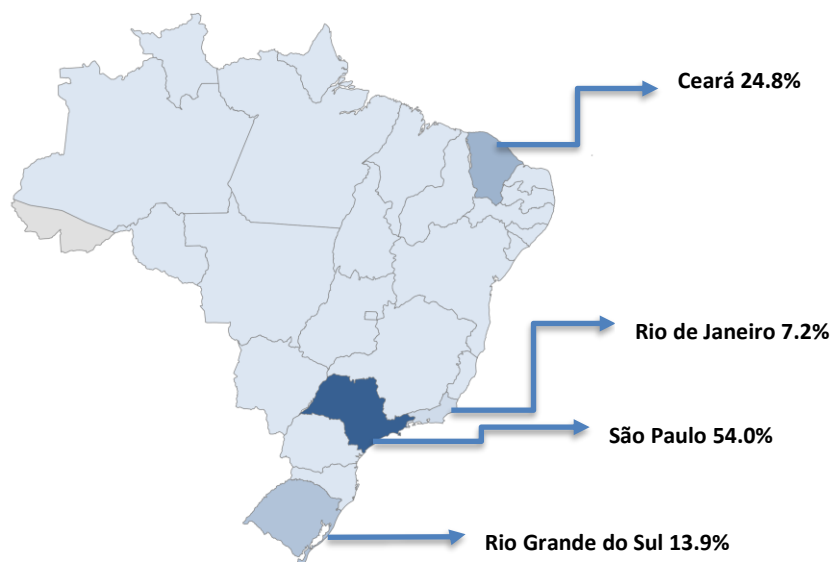 Ceará 24.8%
Rio de Janeiro 7.2%
São Paulo 54.0%
Rio Grande do Sul 13.9%